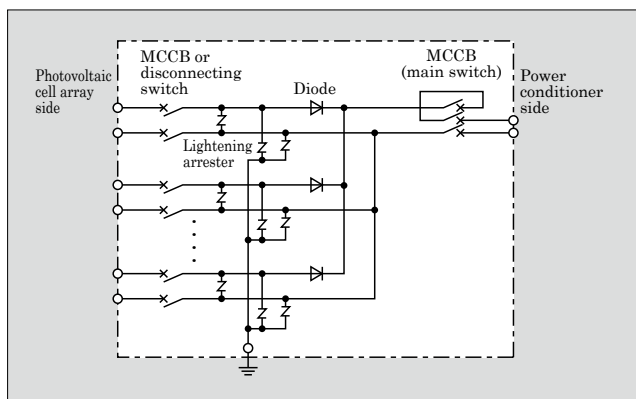 MCCB or
disconnecting
switch
Photovoltaic
cell array
side
Diode
MCCB
(main switch)
Power
conditioner
side
Lightening
arrester